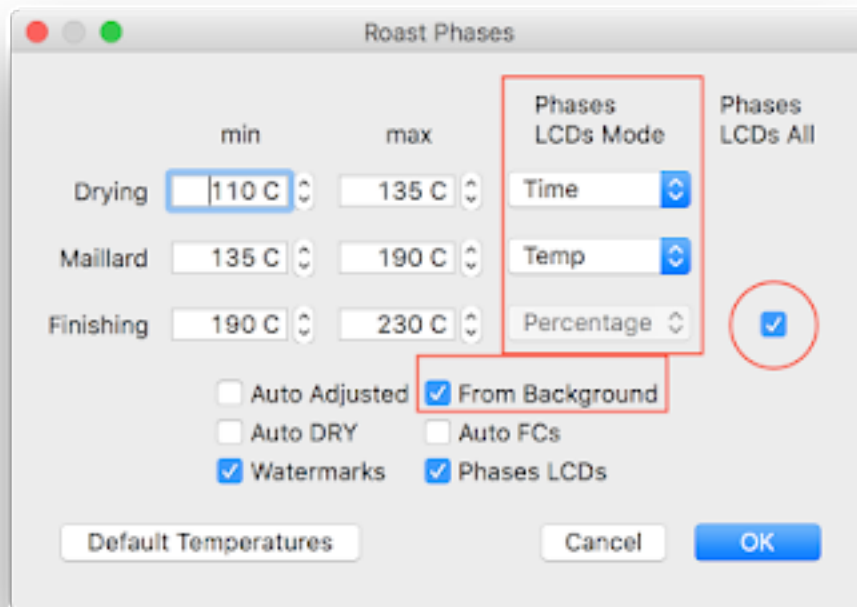 Roast Phases
min max Phases LCDs Mode Phases LCDs All
Drying 110 C 135 C Time
Maillard 135 C 190 C Temp
Finishing 190 C 230 C Percentage
Auto Adjusted From Background
Auto DRY Auto FCs
Watermarks Phases LCDs
Default Temperatures Cancel OK